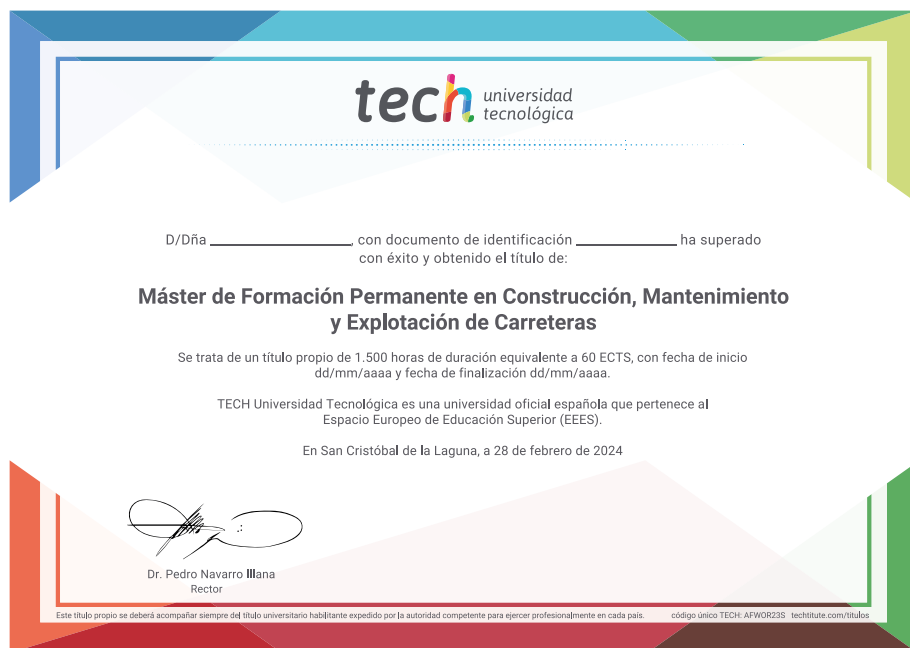 tech universidad
tecnológica
D/Dña ____________, con documento de identificación ____________ ha superado
con éxito y obtenido el título de:
Máster de Formación Permanente en Construcción, Mantenimiento
y Explotación de Carreteras
Se trata de un título propio de 1.500 horas de duración equivalente a 60 ECTS, con fecha de inicio
dd/mm/aaaa y fecha de finalización dd/mm/aaaa.
TECH Universidad Tecnológica es una universidad oficial española que pertenece al
Espacio Europeo de Educación Superior (EEES).
En San Cristóbal de la Laguna, a 28 de febrero de 2024
Dr. Pedro Navarro Illana
Rector
Este título propio se deberá acompañar siempre del título universitario habilitante expedido por la autoridad competente para ejercer profesionalmente en cada país. código único TECH: AFWOR23S techtitute.com/titulos